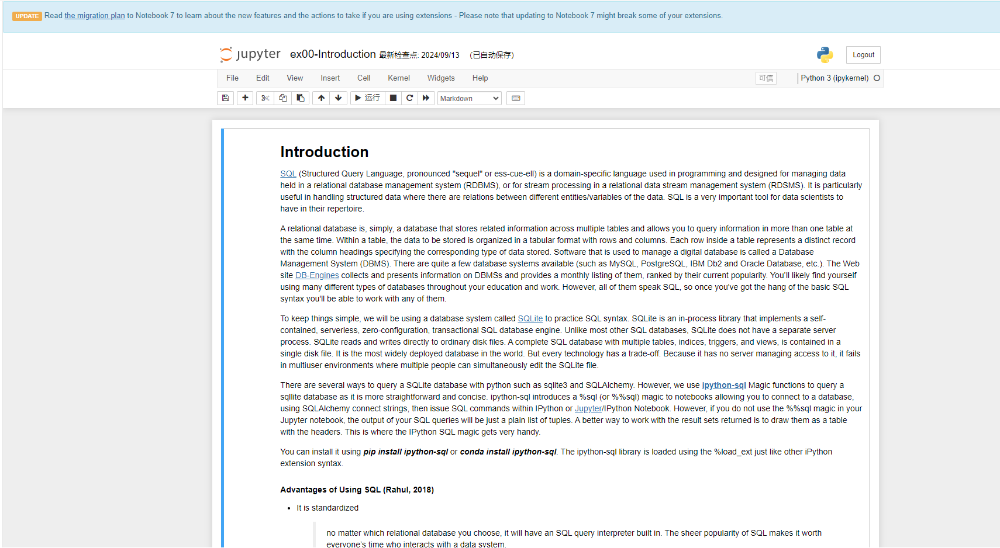 UPDATE Read the migration plan to Notebook 7 to learn about the new features and the actions to take if you are using extensions - Please note that updating to Notebook 7 might break some of your extensions.
jupyter ex00-Introduction 最新检查点: 2024/09/13 (已自动保存) Logout
File Edit View Insert Cell Kernel Widgets Help 可信 Python 3 (ipykernel)
运行 Markdown
Introduction
SQL (Structured Query Language, pronounced "sequel" or ess-cue-ell) is a domain-specific language used in programming and designed for managing data
held in a relational database management system (RDBMS), or for stream processing in a relational data stream management system (RDSMS). It is particularly
useful in handling structured data where there are relations between different entities/variables of the data. SQL is a very important tool for data scientists to
have in their repertoire.
A relational database is, simply, a database that stores related information across multiple tables and allows you to query information in more than one table at
the same time. Within a table, the data to be stored is organized in a tabular format with rows and columns. Each row inside a table represents a distinct record
with the column headings specifying the corresponding type of data stored. Software that is used to manage a digital database is called a Database
Management System (DBMS). There are quite a few database systems available (such as MySQL, PostgreSQL, IBM Db2 and Oracle Database, etc.). The Web
site DB-Engines collects and presents information on DBMSs and provides a monthly listing of them, ranked by their current popularity. You’ll likely find yourself
using many different types of databases throughout your education and work. However, all of them speak SQL, so once you've got the hang of the basic SQL
syntax you'll be able to work with any of them.
To keep things simple, we will be using a database system called SQLite to practice SQL syntax. SQLite is an in-process library that implements a self-
contained, serverless, zero-configuration, transactional SQL database engine. Unlike most other SQL databases, SQLite does not have a separate server
process. SQLite reads and writes directly to ordinary disk files. A complete SQL database with multiple tables, indices, triggers, and views, is contained in a
single disk file. It is the most widely deployed database in the world. But every technology has a trade-off. Because it has no server managing access to it, it fails
in multiuser environments where multiple people can simultaneously edit the SQLite file.
There are several ways to query a SQLite database with python such as sqlite3 and SQLAlchemy. However, we use ipython-sql Magic functions to query a
sqllite database as it is more straightforward and concise. ipython-sql introduces a %sql (or %%sql) magic to notebooks allowing you to connect to a database,
using SQLAlchemy connect strings, then issue SQL commands within IPython or Jupyter/IPython Notebook. However, if you do not use the %%sql magic in your
Jupyter notebook, the output of your SQL queries will be just a plain list of tuples. A better way to work with the result sets returned is to draw them as a table
with the headers. This is where the IPython SQL magic gets very handy.
You can install it using pip install ipython-sql or conda install ipython-sql. The ipython-sql library is loaded using the %load_ext just like other iPython
extension syntax.
Advantages of Using SQL (Rahul, 2018)
• It is standardized
no matter which relational database you choose, it will have an SQL query interpreter built in. The sheer popularity of SQL makes it worth
everyone’s time who interacts with a data system.